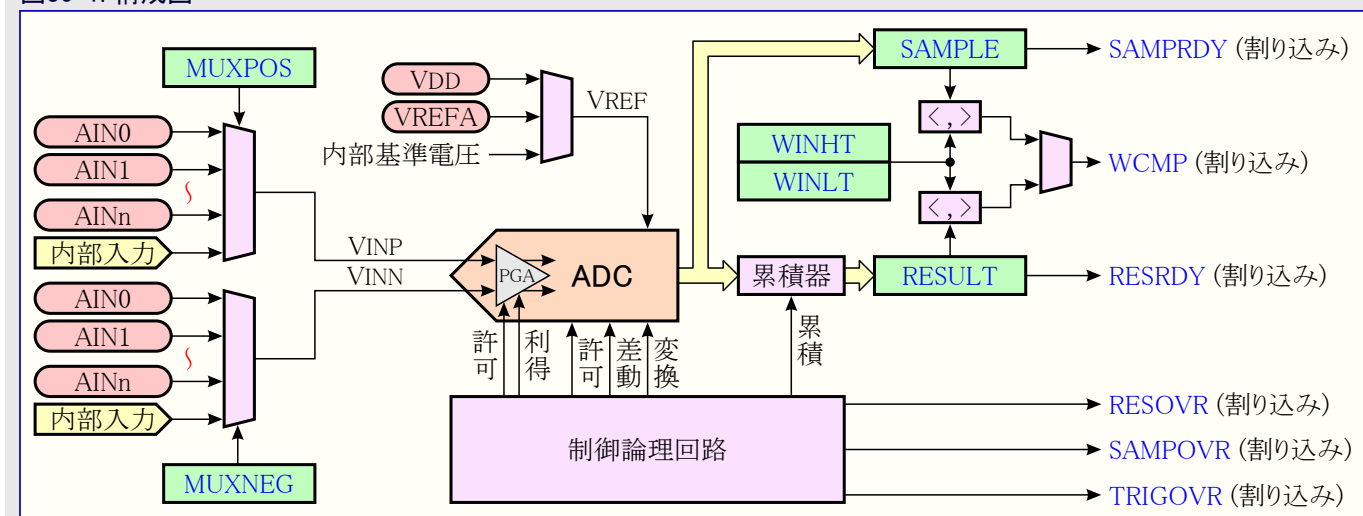 MUXPOS
AIN0
AIN1
AINn
内部入力
AIN0
AIN1
AINn
内部入力
MUXNEG
VDD
VREFA
内部基準電圧
VREF
VINP
VINN
PGA
ADC
許可
利得
許可
差動
変換
累積
制御論理回路
累積器
SAMPLE
< , >
WINHT
WINLT
< , >
RESULT
SAMPRDY (割り込み)
WCMP (割り込み)
RESRDY (割り込み)
RESOVR (割り込み)
SAMPOVR (割り込み)
TRIGOVR (割り込み)